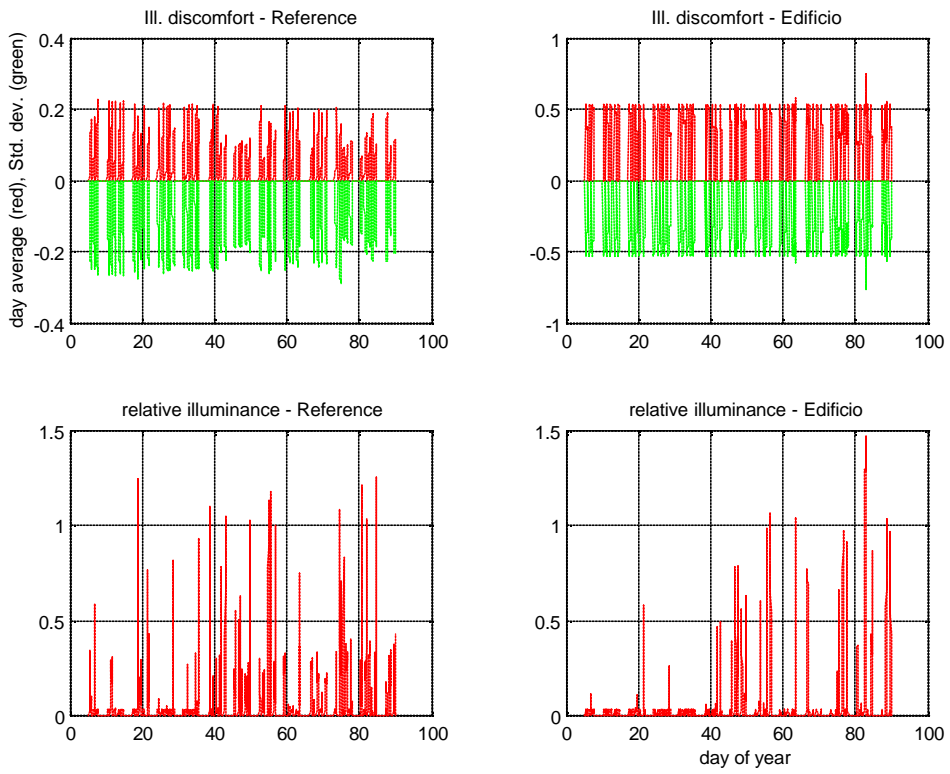 Ill. discomfort - Reference
day average (red), Std. dev. (green)
0.4
0.2
0
-0.2
-0.4
0 20 40 60 80 100
Ill. discomfort - Edificio
1
0.5
0
-0.5
-1
0 20 40 60 80 100
relative illuminance - Reference
1.5
1
0.5
0
0 20 40 60 80 100
relative illuminance - Edificio
1.5
1
0.5
0
0 20 40 60 80 100
day of year